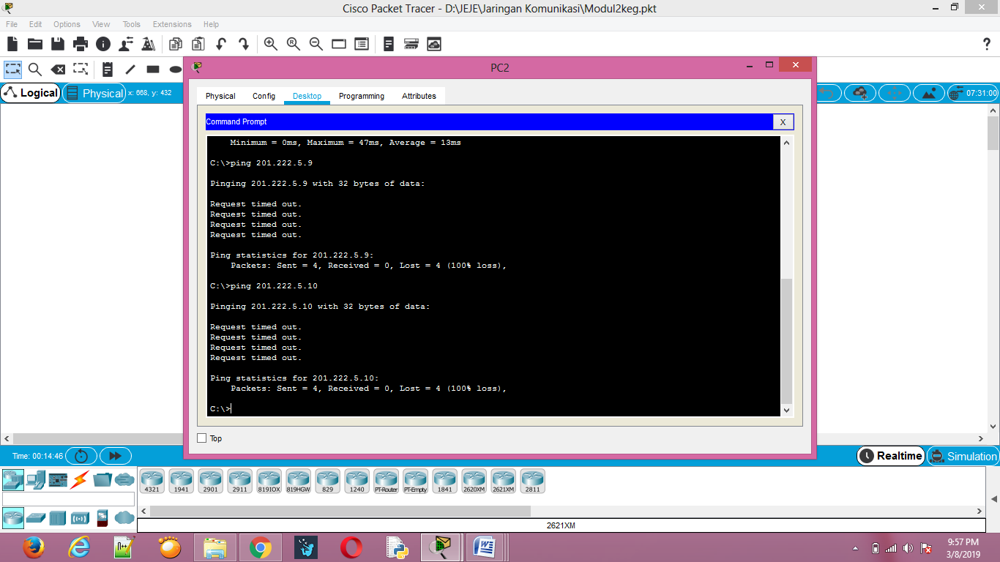 Cisco Packet Tracer - D:\JEJE\Jaringan Komunikasi\Modul2keg.pkt
File Edit Options View Tools Extensions Help
PC2
Logical Physical x: 668, y: 432
07:31:00
Physical Config Desktop Programming Attributes
Command Prompt
X
Minimum = 0ms, Maximum = 47ms, Average = 13ms
C:\>ping 201.222.5.9
Pinging 201.222.5.9 with 32 bytes of data:
Request timed out.
Request timed out.
Request timed out.
Request timed out.
Ping statistics for 201.222.5.9:
Packets: Sent = 4, Received = 0, Lost = 4 (100% loss),
C:\>ping 201.222.5.10
Pinging 201.222.5.10 with 32 bytes of data:
Request timed out.
Request timed out.
Request timed out.
Request timed out.
Ping statistics for 201.222.5.10:
Packets: Sent = 4, Received = 0, Lost = 4 (100% loss),
C:\>
Top
Time: 00:14:46
Realtime Simulation
4321 1941 2901 2911 819IOX 819HGW 829 1240 PT-Router PT-Empty 1841 2620XM 2621XM 2811
2621XM
9:57 PM
3/8/2019